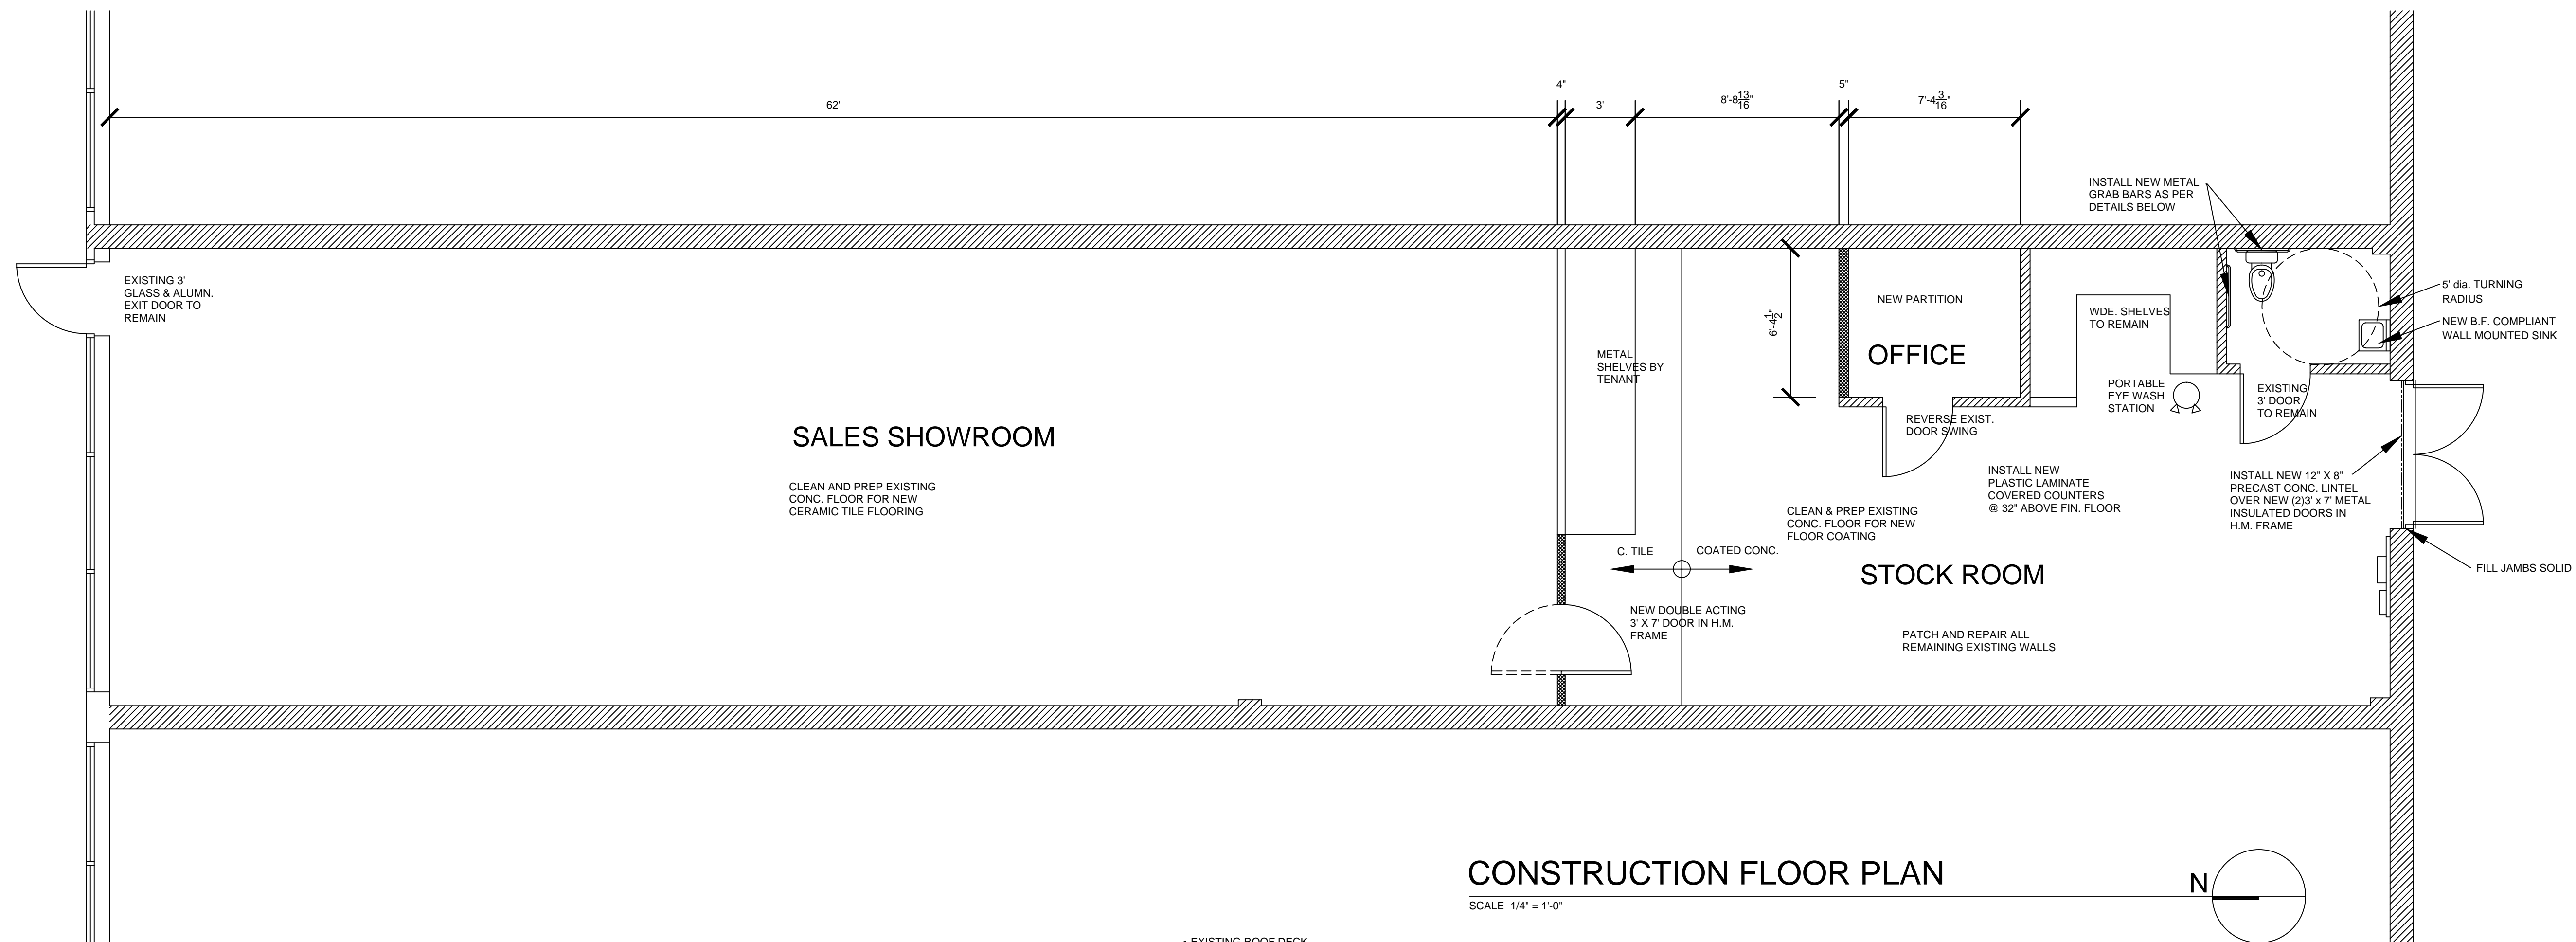 4"
5"
62'
3'
8'-8 13/16"
7'-4 3/16"
INSTALL NEW METAL
GRAB BARS AS PER
DETAILS BELOW
EXISTING 3'
GLASS & ALUMN.
EXIT DOOR TO
REMAIN
6'-4 1/2"
NEW PARTITION
OFFICE
WDE. SHELVES
TO REMAIN
5' dia. TURNING
RADIUS
NEW B.F. COMPLIANT
WALL MOUNTED SINK
METAL
SHELVES BY
TENANT
PORTABLE
EYE WASH
STATION
EXISTING
3' DOOR
TO REMAIN
REVERSE EXIST.
DOOR SWING
SALES SHOWROOM
CLEAN AND PREP EXISTING
CONC. FLOOR FOR NEW
CERAMIC TILE FLOORING
INSTALL NEW
PLASTIC LAMINATE
COVERED COUNTERS
@ 32" ABOVE FIN. FLOOR
INSTALL NEW 12" X 8"
PRECAST CONC. LINTEL
OVER NEW (2)3' x 7' METAL
INSULATED DOORS IN
H.M. FRAME
CLEAN & PREP EXISTING
CONC. FLOOR FOR NEW
FLOOR COATING
C. TILE
COATED CONC.
STOCK ROOM
FILL JAMBS SOLID
NEW DOUBLE ACTING
3' X 7' DOOR IN H.M.
FRAME
PATCH AND REPAIR ALL
REMAINING EXISTING WALLS
CONSTRUCTION FLOOR PLAN
N
SCALE 1/4" = 1'-0"
EXISTING ROOF DECK